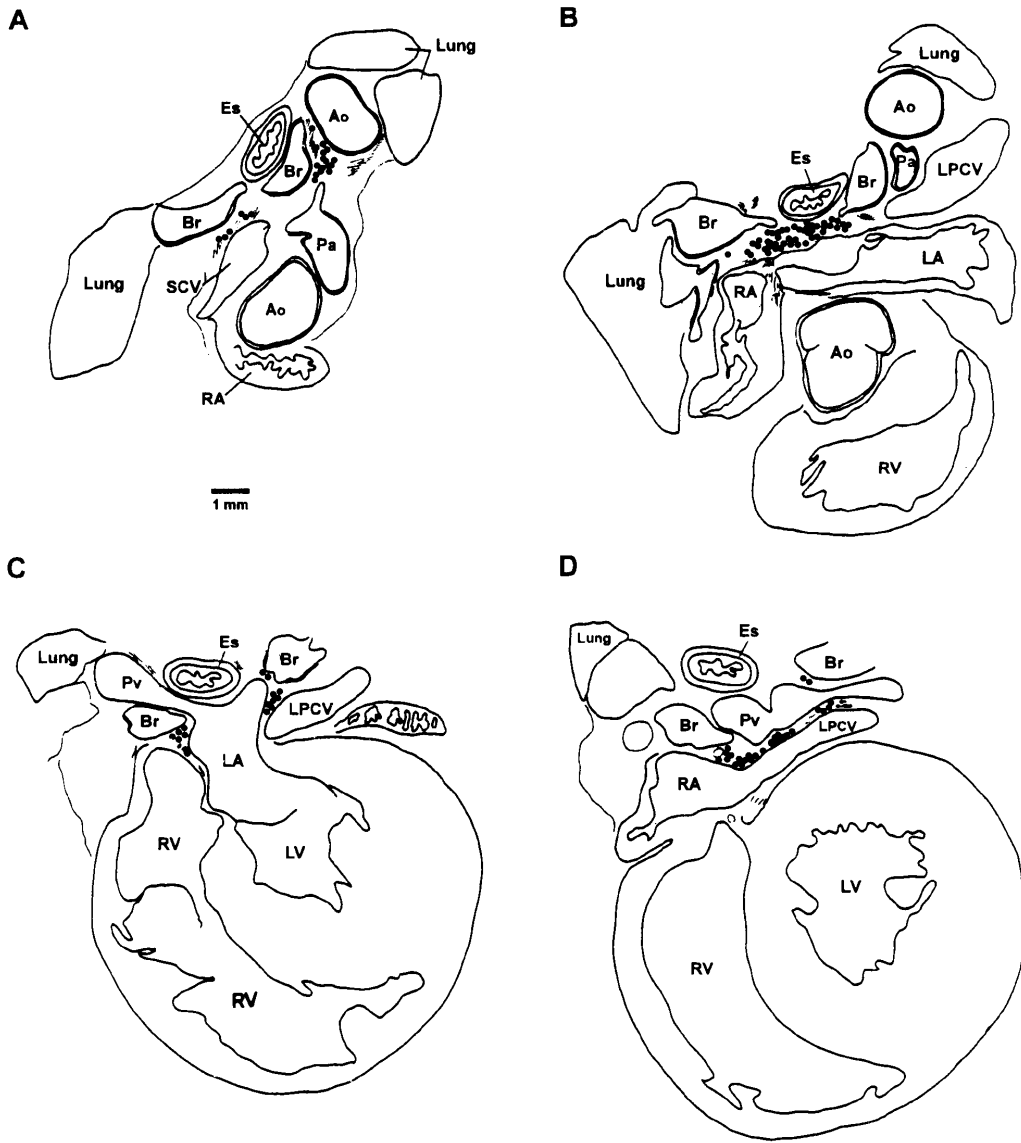 A
Lung
Es
Ao
Br
Br
Lung
SCV
Pa
Ao
RA
1 mm
B
Lung
Ao
Es
Br
Pa
LPCV
Br
Lung
RA
LA
Ao
RV
C
Lung
Es
Br
Pv
Br
LPCV
LA
RV
LV
RV
D
Lung
Es
Br
Br
Pv
LPCV
RA
LV
RV